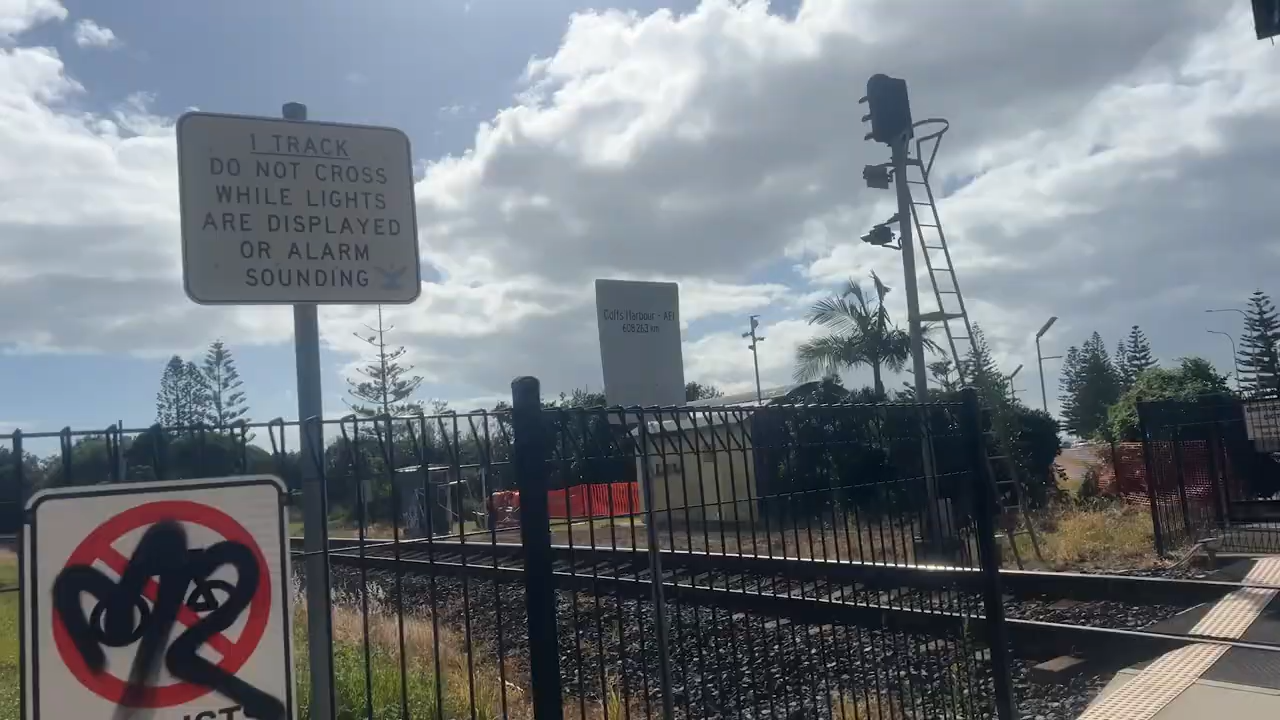 1 TRACK
DO NOT CROSS
WHILE LIGHTS
ARE DISPLAYED
OR ALARM
SOUNDING
Coffs Harbour - AEI
608.263 km